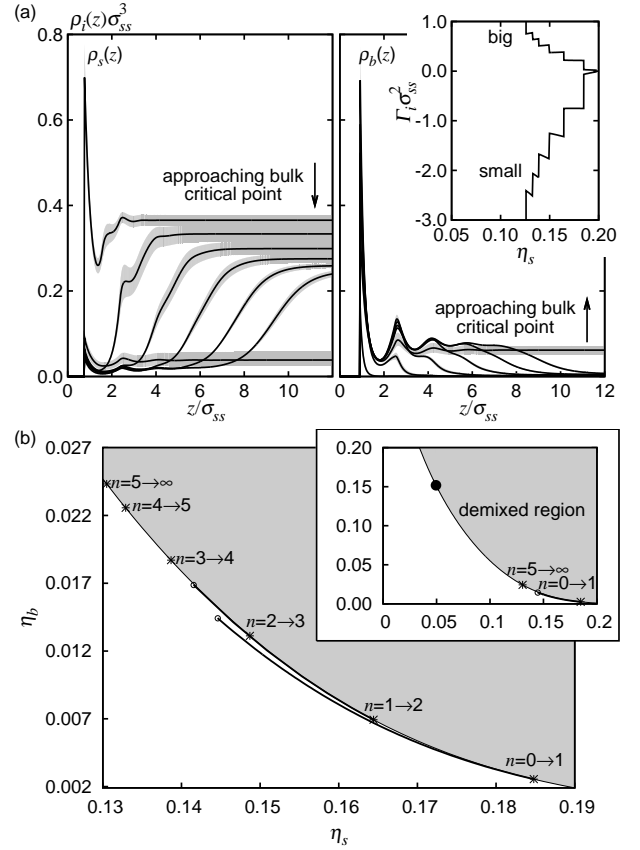 (a) ρᵢ(z)σₛₛ³
0.8
0.6
0.4
0.2
0.0
ρₛ(z)
approaching bulk
critical point
0 2 4 6 8 10
z/σₛₛ
ρ_b(z)
approaching bulk
critical point
0 2 4 6 8 10 12
z/σₛₛ
1.0
0.0
-1.0
-2.0
-3.0
Γᵢσₛₛ²
big
small
0.05 0.10 0.15 0.20
ηₛ
(b)
0.027
0.022
0.017
0.012
0.007
0.002
η_b
n=5→∞
n=4→5
n=3→4
n=2→3
n=1→2
n=0→1
0.13 0.14 0.15 0.16 0.17 0.18 0.19
ηₛ
0.20
0.15
0.10
0.05
0.00
demixed region
n=5→∞
n=0→1
0 0.05 0.1 0.15 0.2